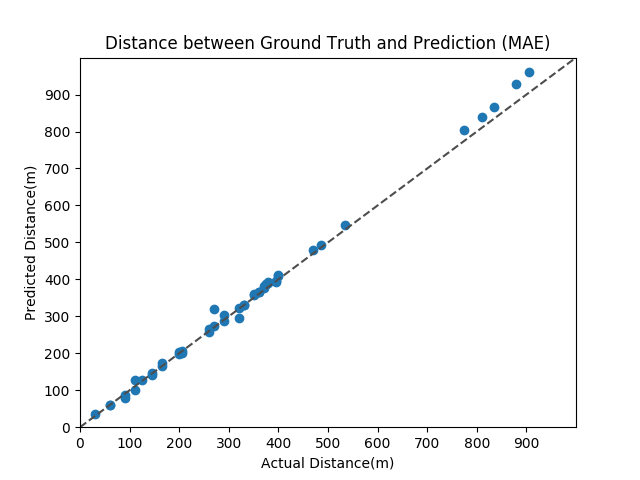 Distance between Ground Truth and Prediction (MAE)
900
800
700
600
500
400
300
200
100
0
Predicted Distance(m)
0 100 200 300 400 500 600 700 800 900
Actual Distance(m)